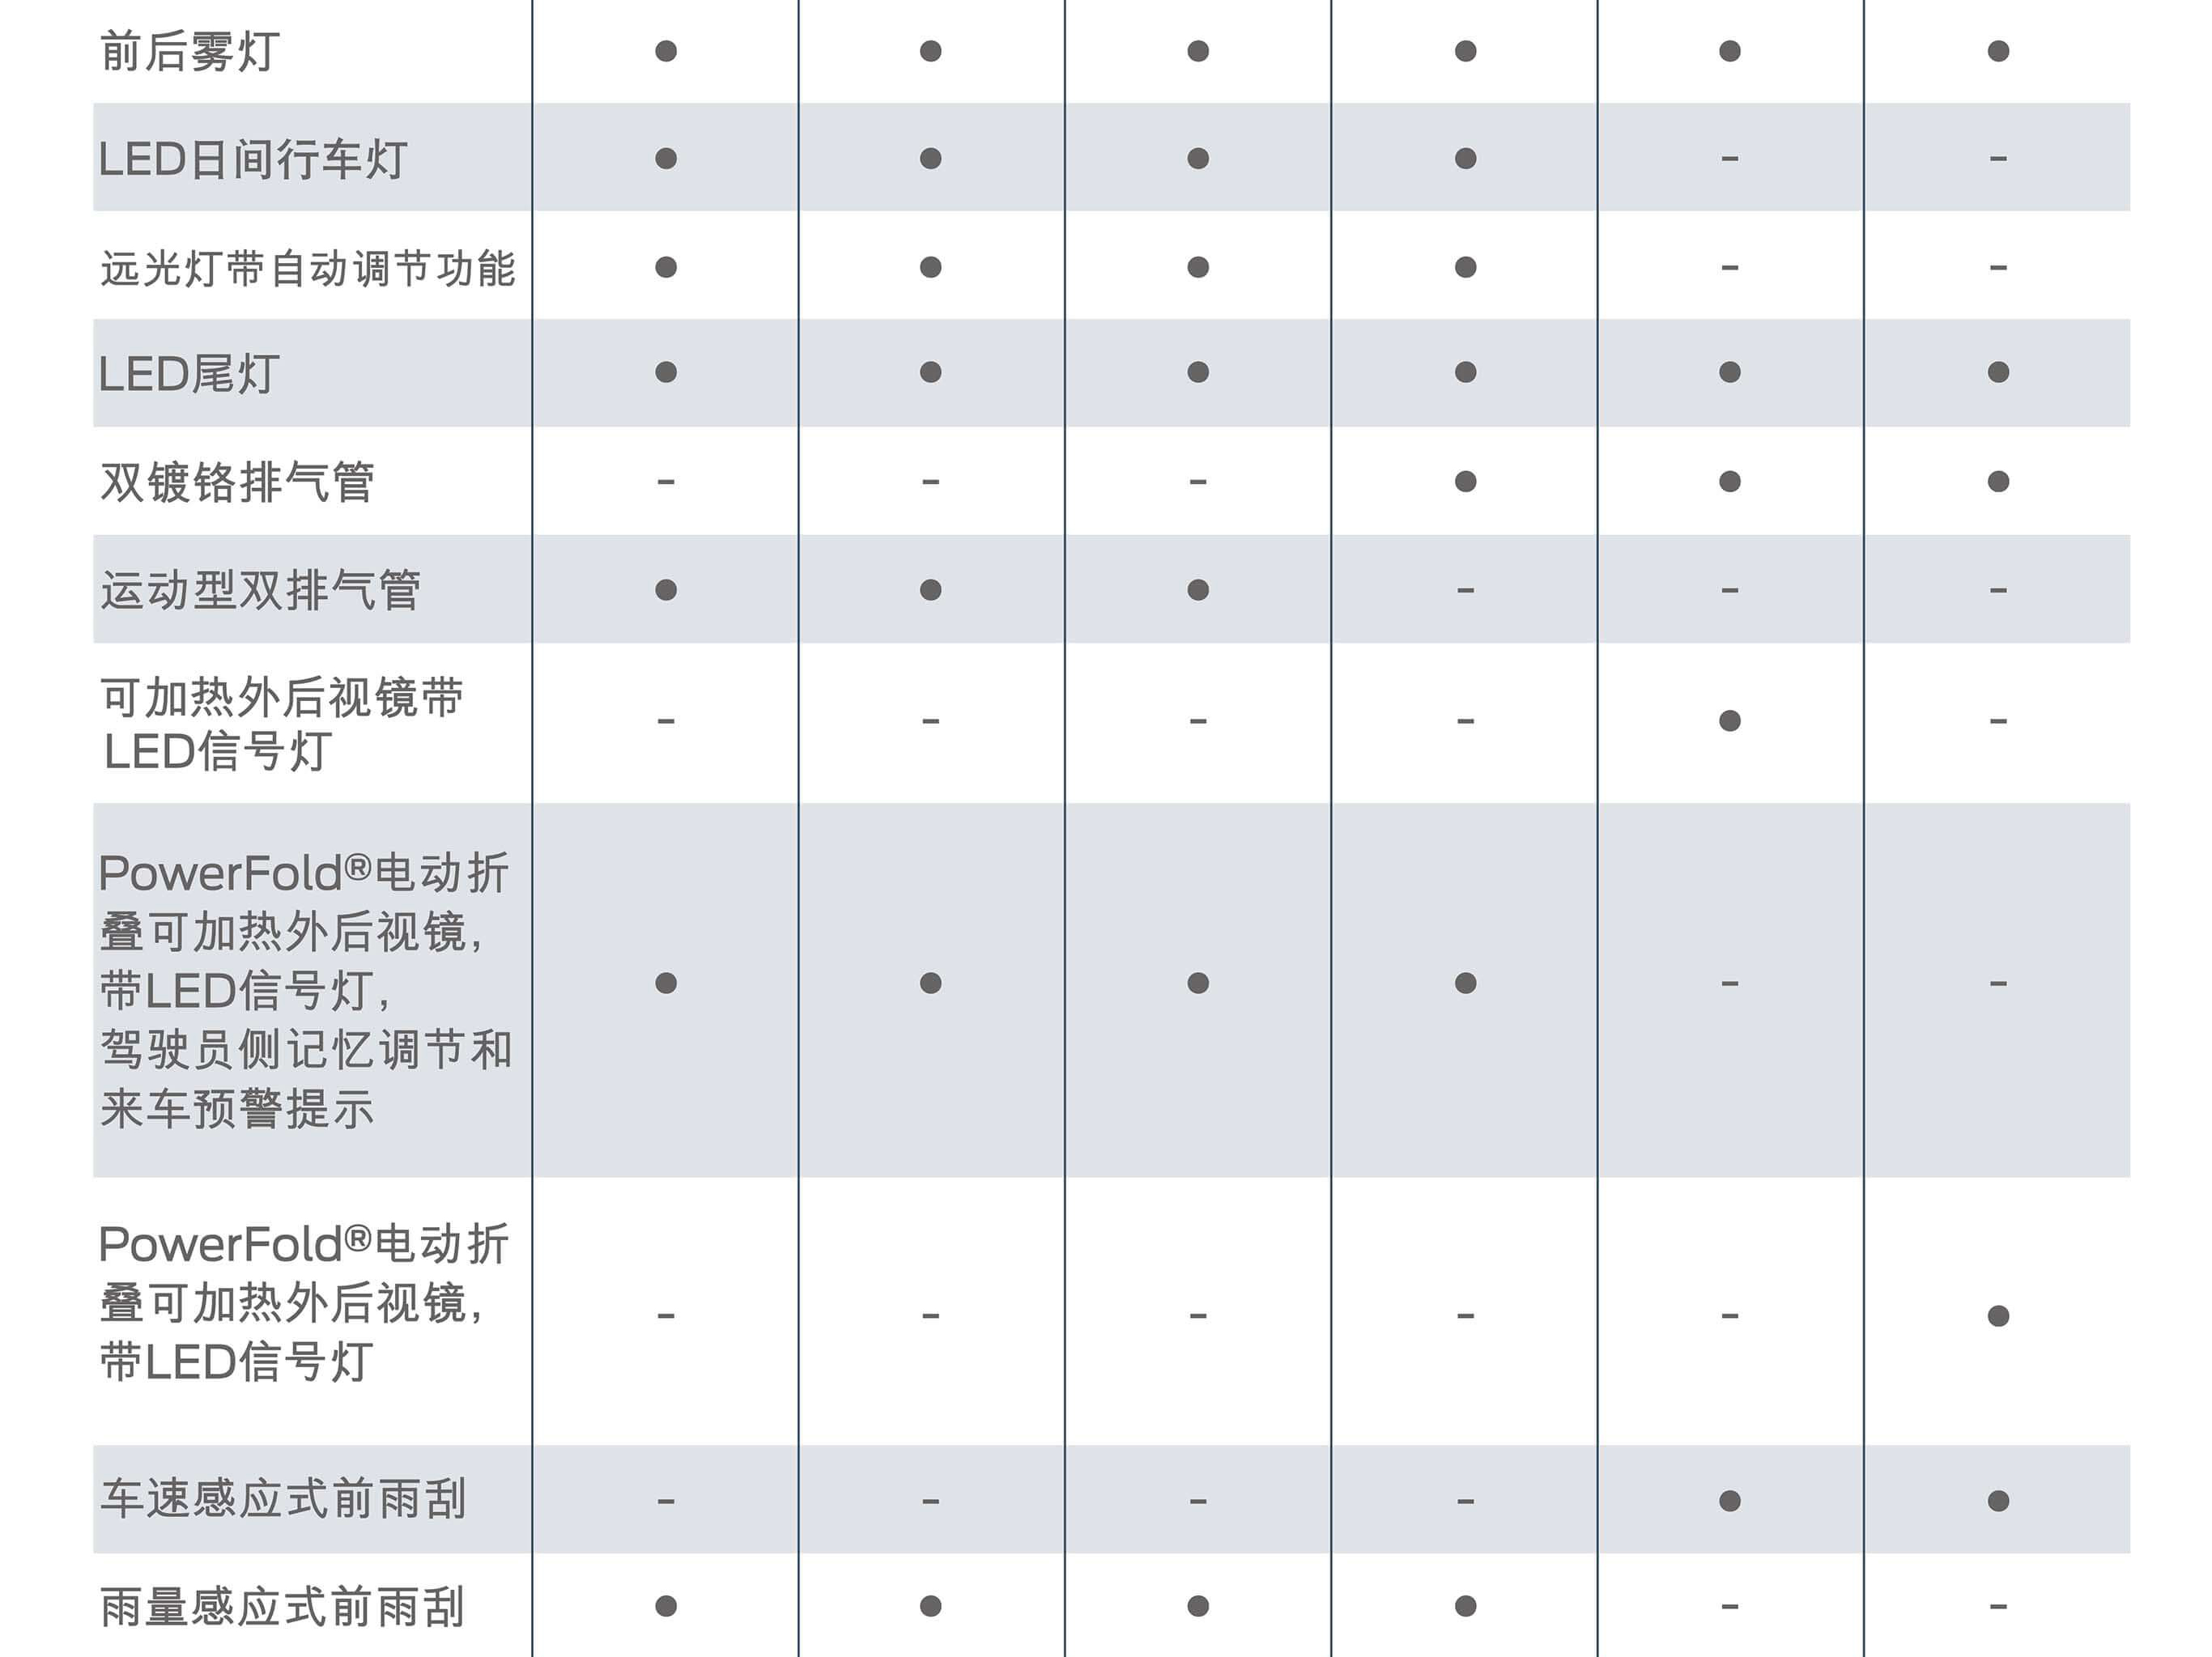 前后雾灯 ● ● ● ● ● ●
LED日间行车灯 ● ● ● ● - -
远光灯带自动调节功能 ● ● ● ● - -
LED尾灯 ● ● ● ● ● ●
双镀铬排气管 - - - ● ● ●
运动型双排气管 ● ● ● - - -
可加热外后视镜带
LED信号灯 - - - - ● -
PowerFold®电动折
叠可加热外后视镜,
带LED信号灯,
驾驶员侧记忆调节和
来车预警提示 ● ● ● ● - -
PowerFold®电动折
叠可加热外后视镜,
带LED信号灯 - - - - - ●
车速感应式前雨刮 - - - - ● ●
雨量感应式前雨刮 ● ● ● ● - -